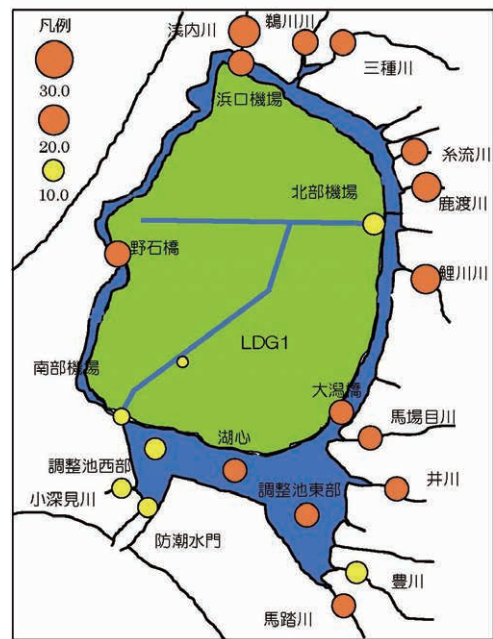 凡例
30.0
20.0
10.0
浅内川
鵜川川
三種川
浜口機場
糸流川
北部機場
鹿渡川
野石橋
鯉川川
LDG1
南部機場
大潟橋
馬場目川
湖心
調整池西部
調整池東部
井川
小深見川
防潮水門
豊川
馬踏川